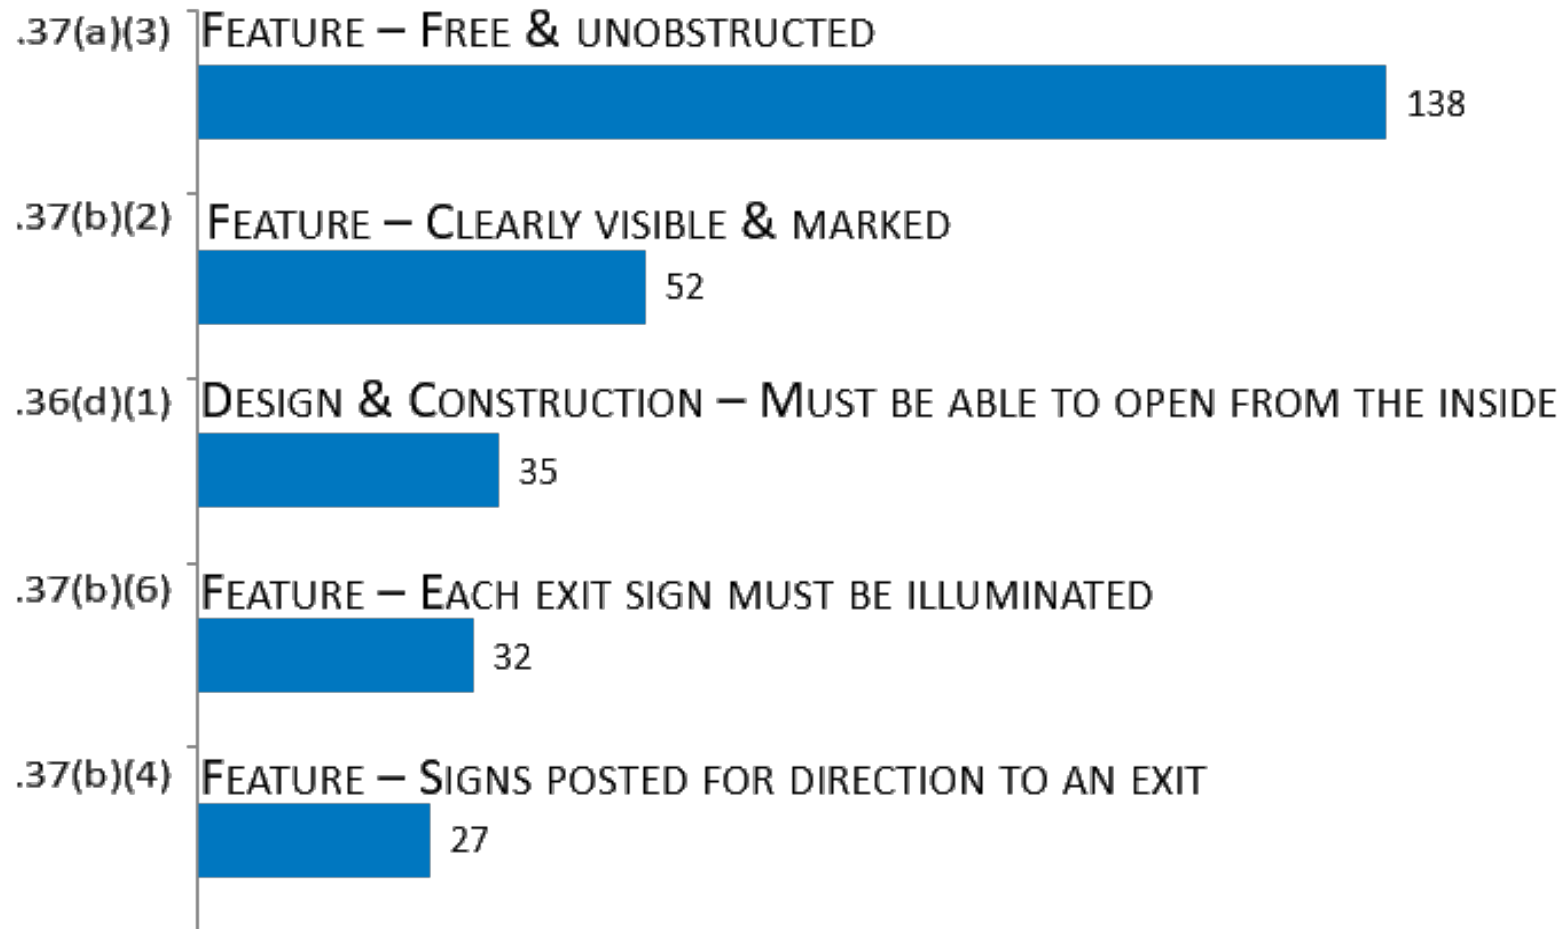 .37(a)(3) FEATURE – FREE & UNOBSTRUCTED
138
.37(b)(2) FEATURE – CLEARLY VISIBLE & MARKED
52
.36(d)(1) DESIGN & CONSTRUCTION – MUST BE ABLE TO OPEN FROM THE INSIDE
35
.37(b)(6) FEATURE – EACH EXIT SIGN MUST BE ILLUMINATED
32
.37(b)(4) FEATURE – SIGNS POSTED FOR DIRECTION TO AN EXIT
27